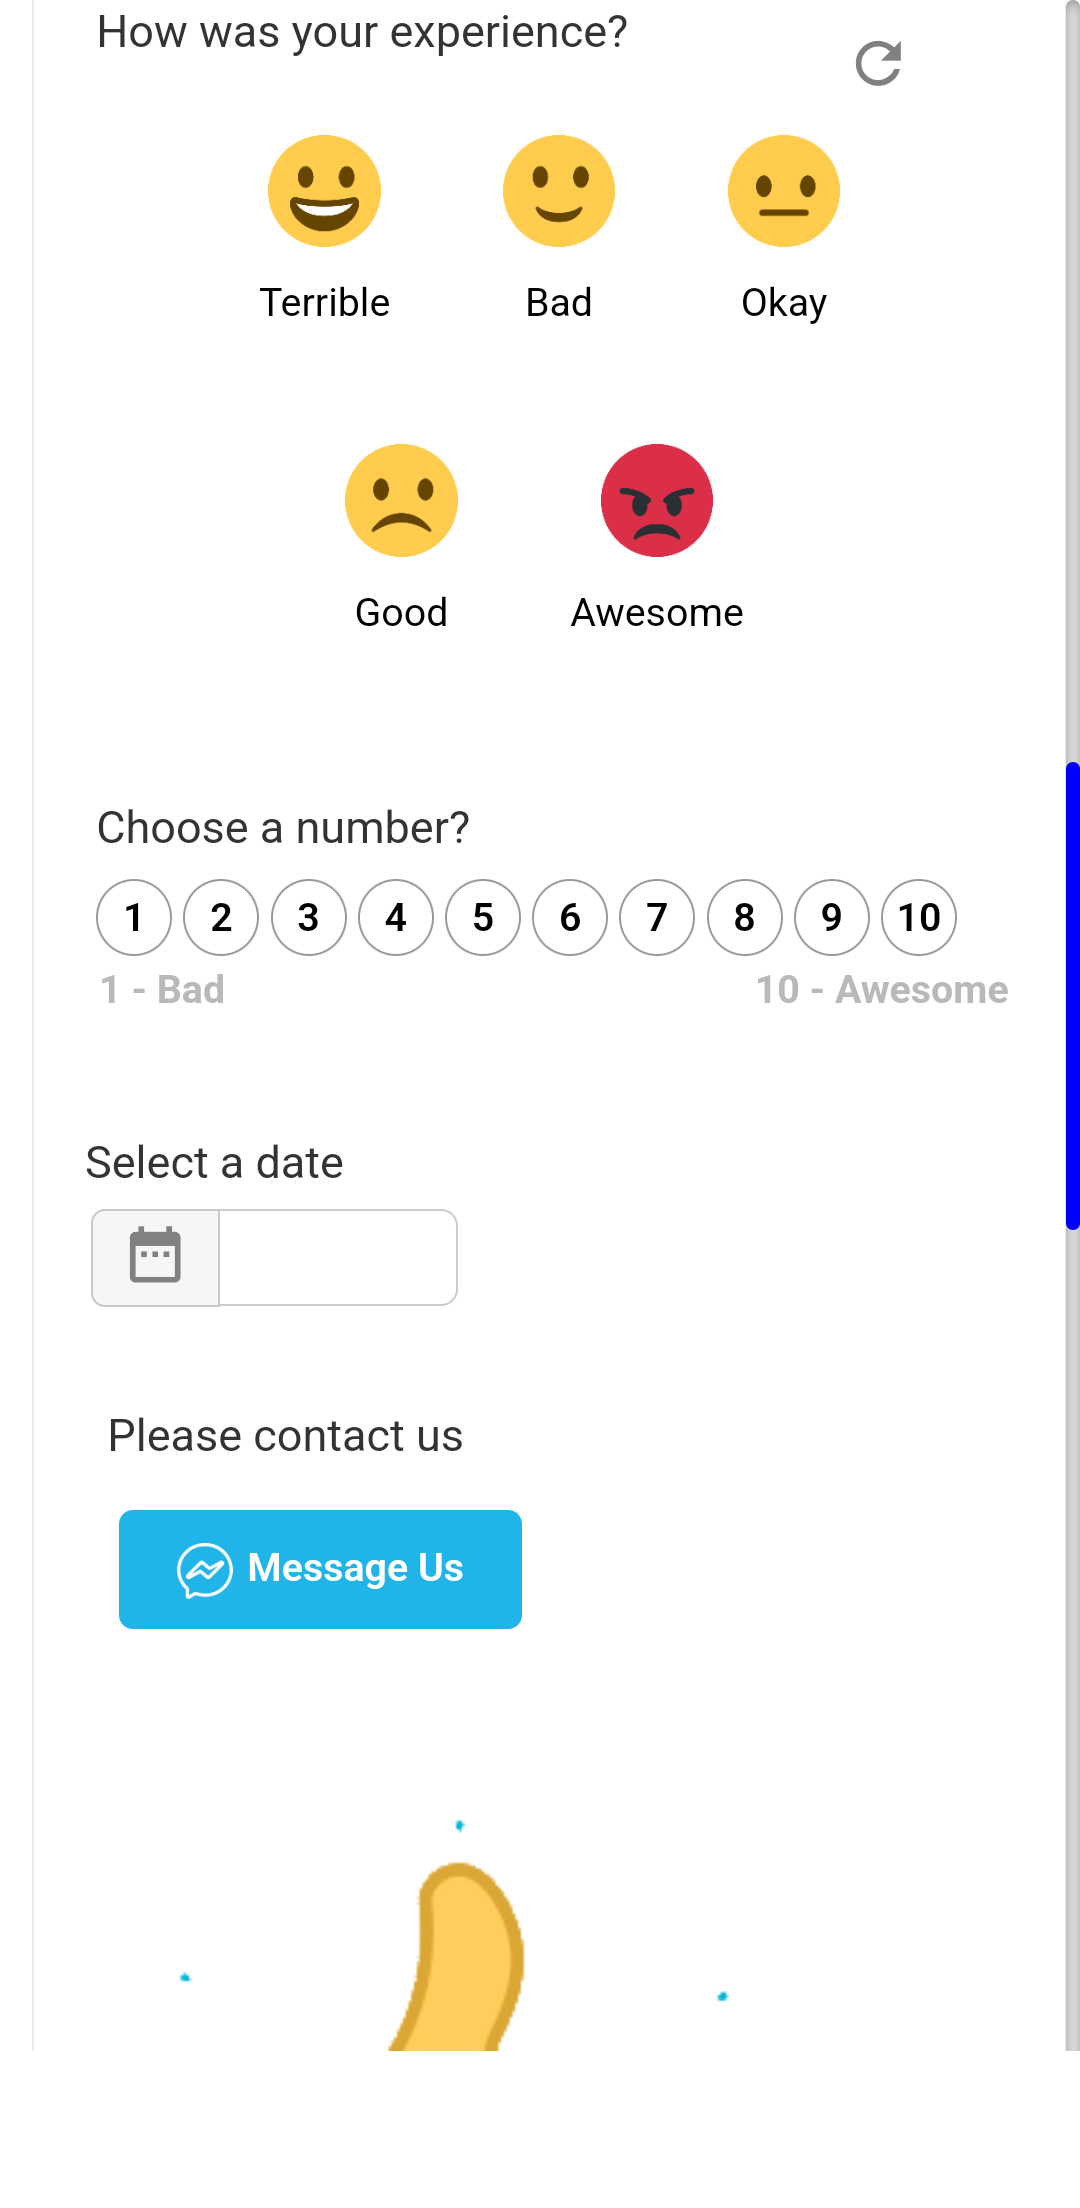 How was your experience?
Terrible Bad Okay
Good Awesome
Choose a number?
1 2 3 4 5 6 7 8 9 10
1 - Bad 10 - Awesome
Select a date
Please contact us
Message Us